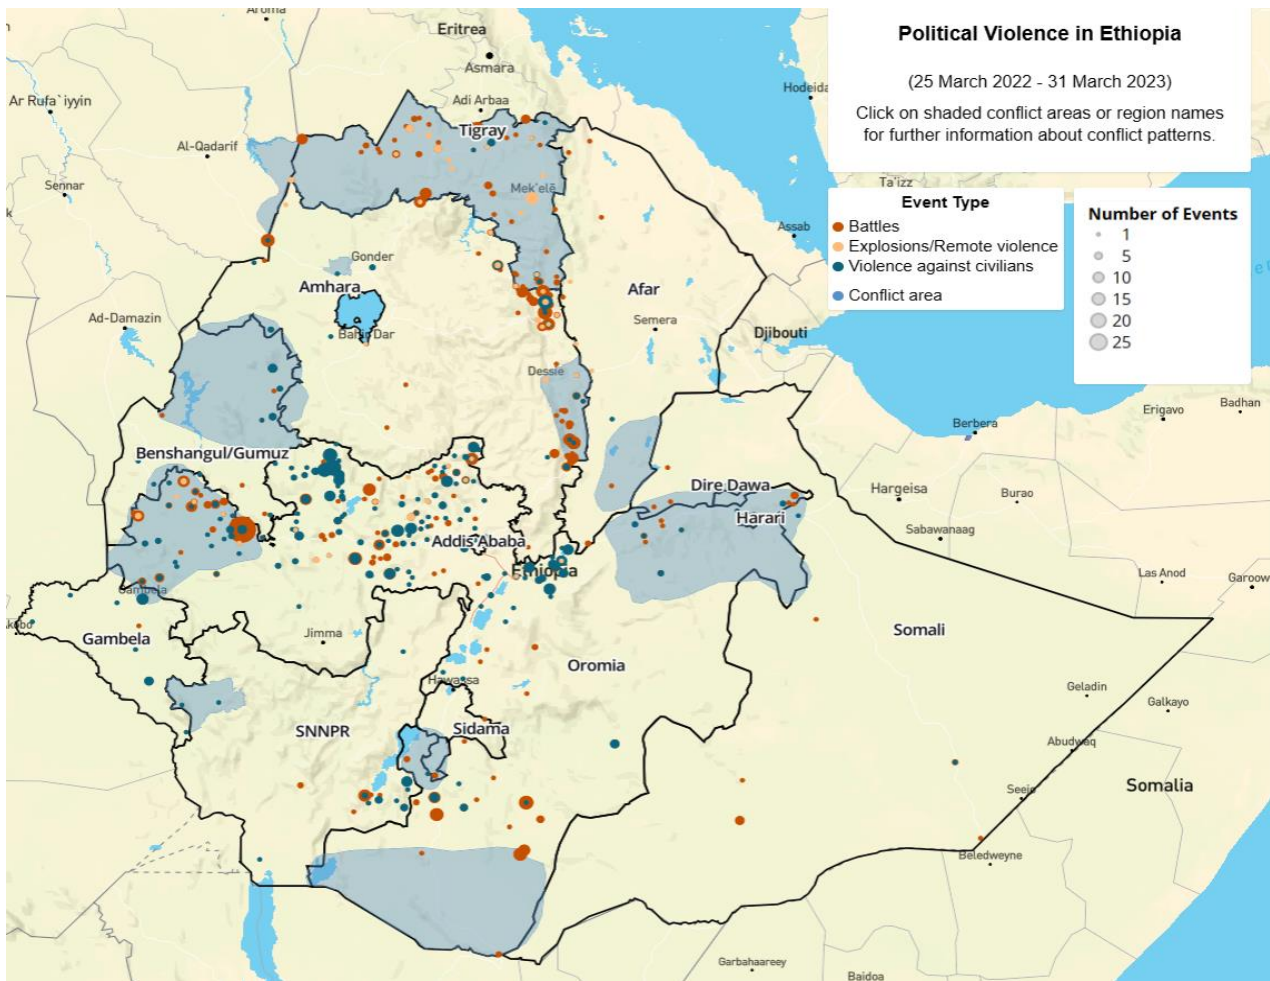 Political Violence in Ethiopia
(25 March 2022 - 31 March 2023)
Click on shaded conflict areas or region names
for further information about conflict patterns.
Event Type
Battles
Explosions/Remote violence
Violence against civilians
Conflict area
Number of Events
1
5
10
15
20
25
Aroma
Eritrea
Asmara
Hodeida
Ar Rufa`iyyin
Adi Arbaa
Tigray
Al-Qadarif
Sennar
Mek'elē
Ta'izz
Assab
Gonder
Amhara
Afar
Ad-Damazin
Bahir Dar
Semera
Djibouti
Dessie
Berbera
Erigavo
Badhan
Benshangul/Gumuz
Dire Dawa
Hargeisa
Burao
Harari
Sabawanaag
Addis Ababa
Ethiopia
Las Anod
Garoow
Gambela
Gambela
Jimma
Somali
Oromia
Hawassa
Geladin
Galkayo
SNNPR
Sidama
Abudwaq
Seejo
Somalia
Beledweyne
Garbahaarey
Baidoa